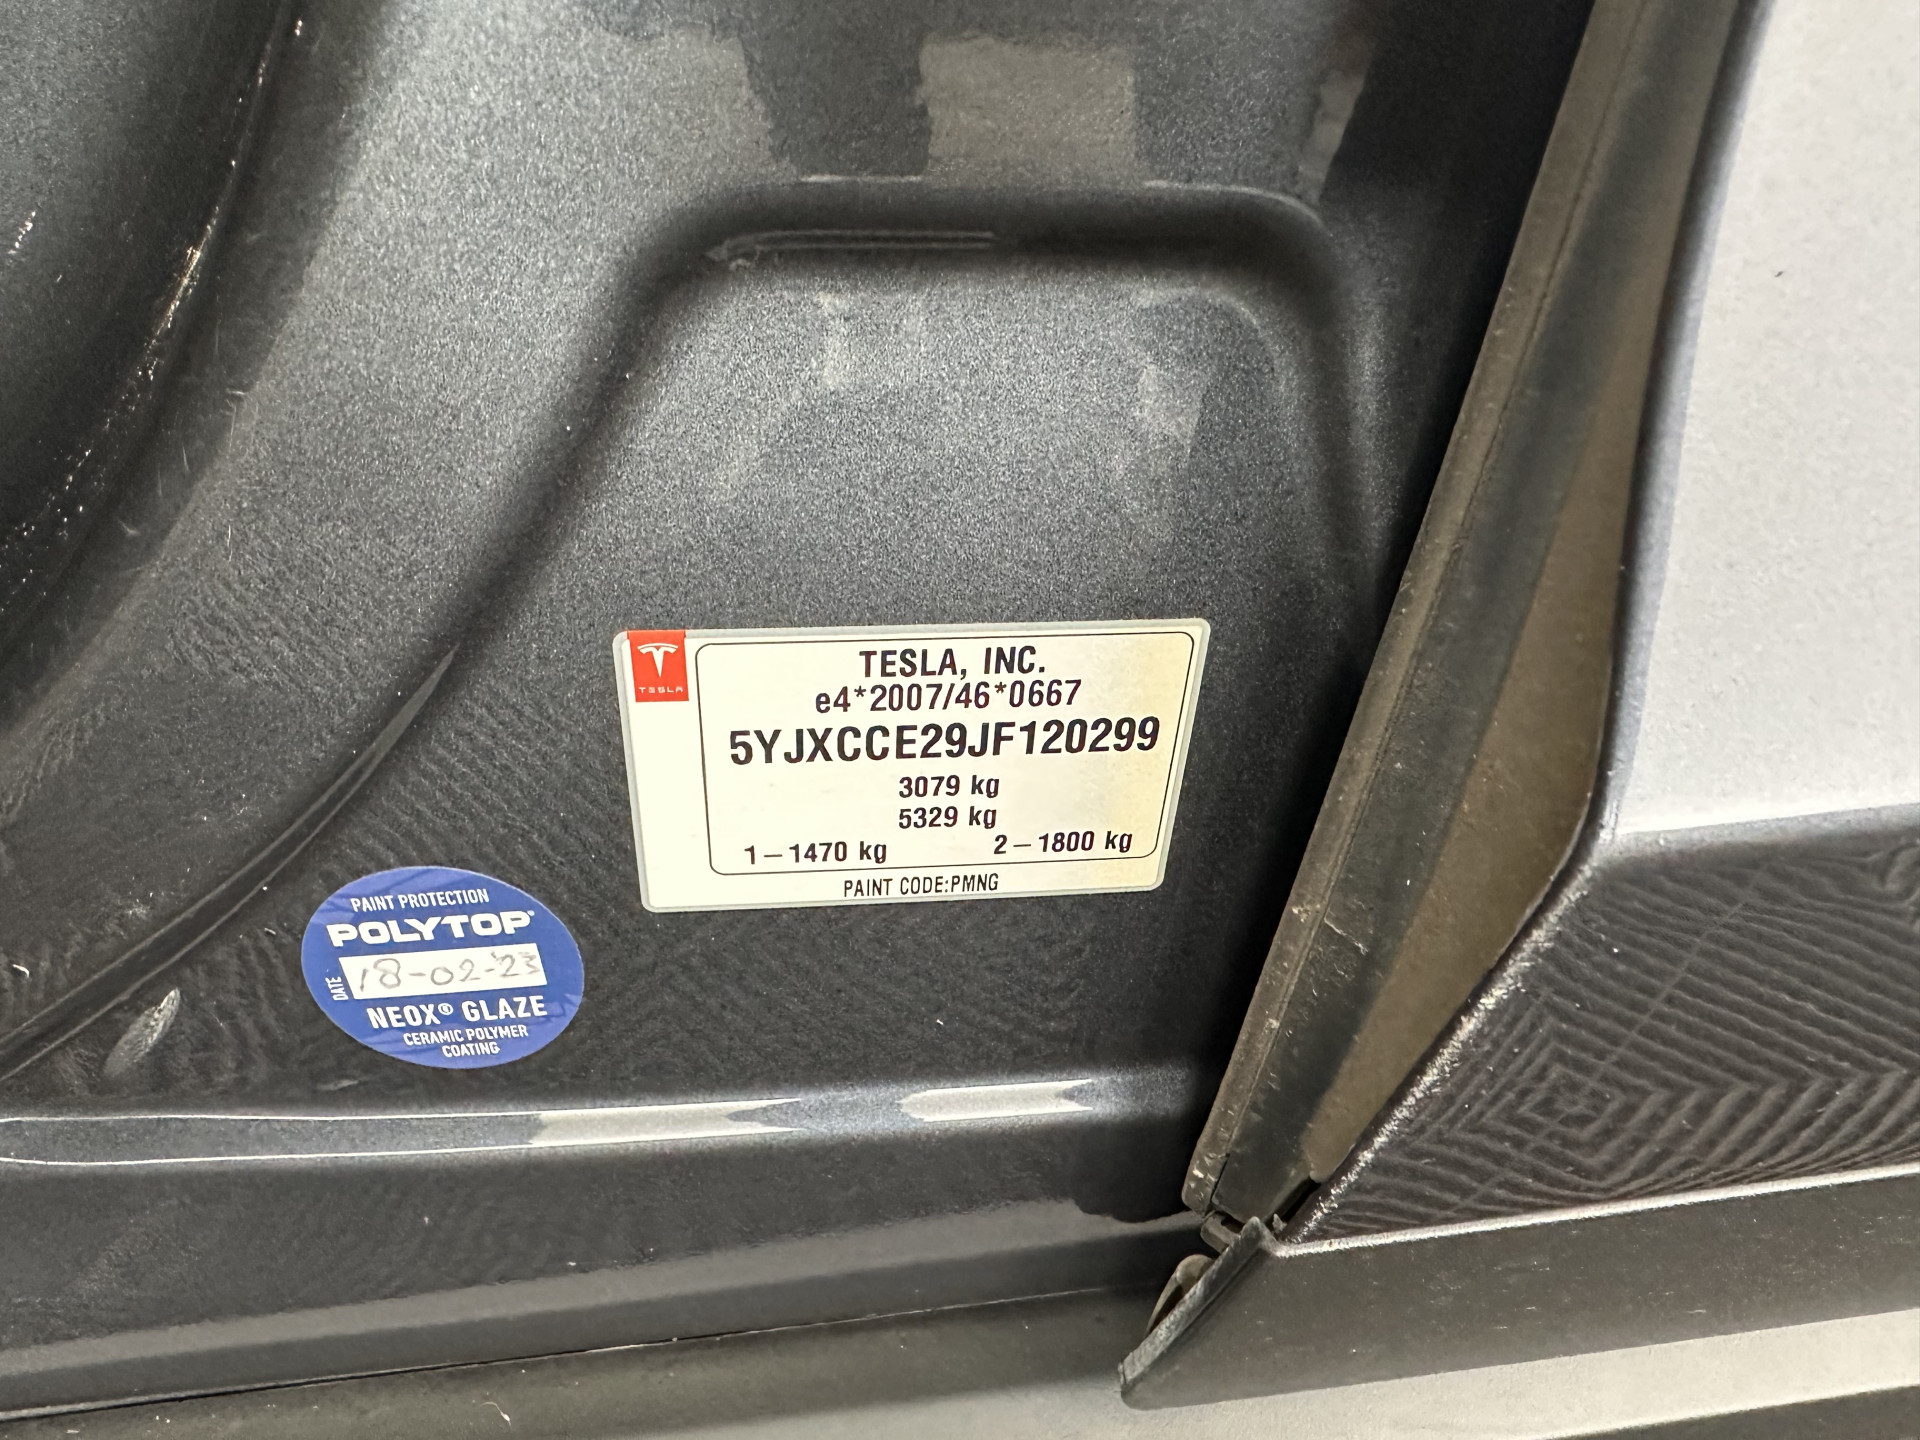 TESLA
TESLA, INC.
e4*2007/46*0667
5YJXCCE29JF120299
3079 kg
5329 kg
1–1470 kg 2–1800 kg
PAINT CODE:PMNG
PAINT PROTECTION
POLYTOP®
DATE 18-02-23
NEOX® GLAZE
CERAMIC POLYMER
COATING